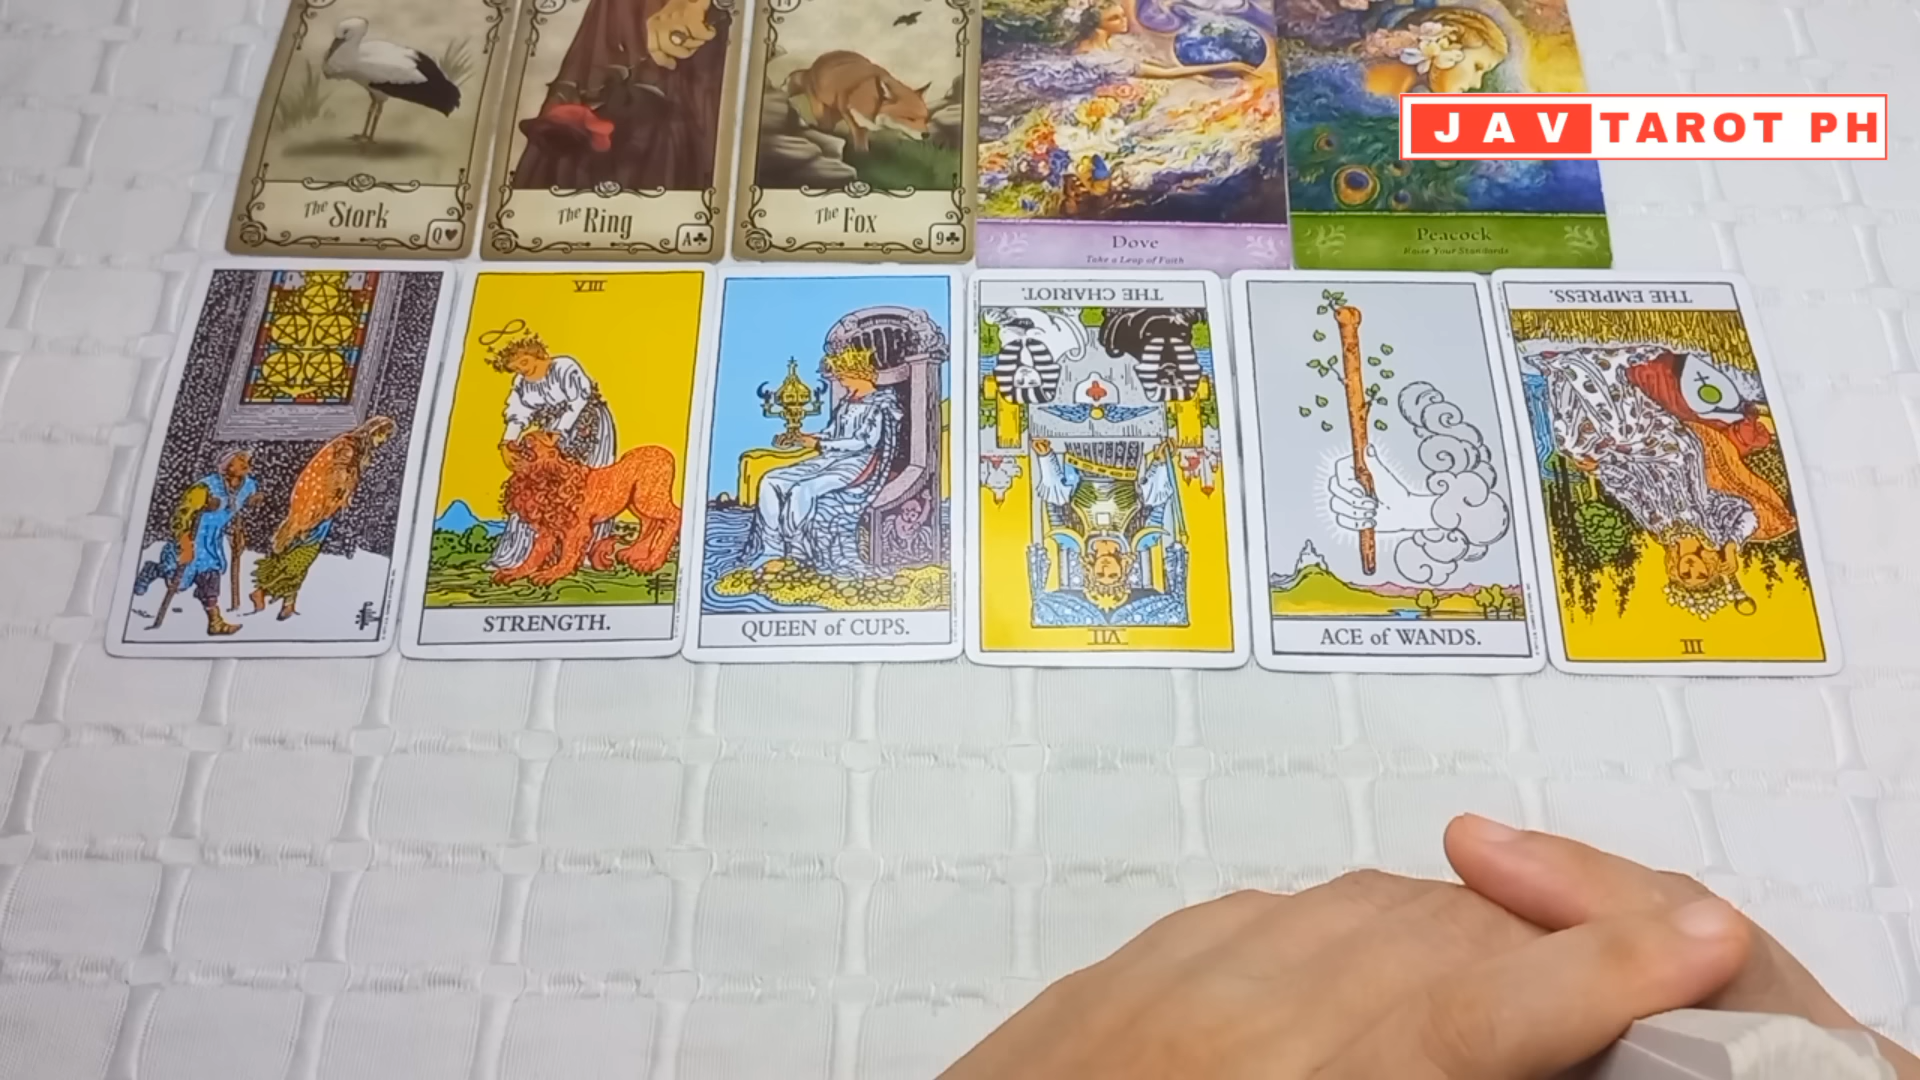 JAV TAROT PH
The Stork
Q♥
The Ring
A♣
The Fox
9♣
Dove
Take a Leap of Faith
Peacock
Raise Your Standards
VIII
STRENGTH.
QUEEN of CUPS.
THE CHARIOT.
VII
ACE of WANDS.
THE EMPRESS.
III